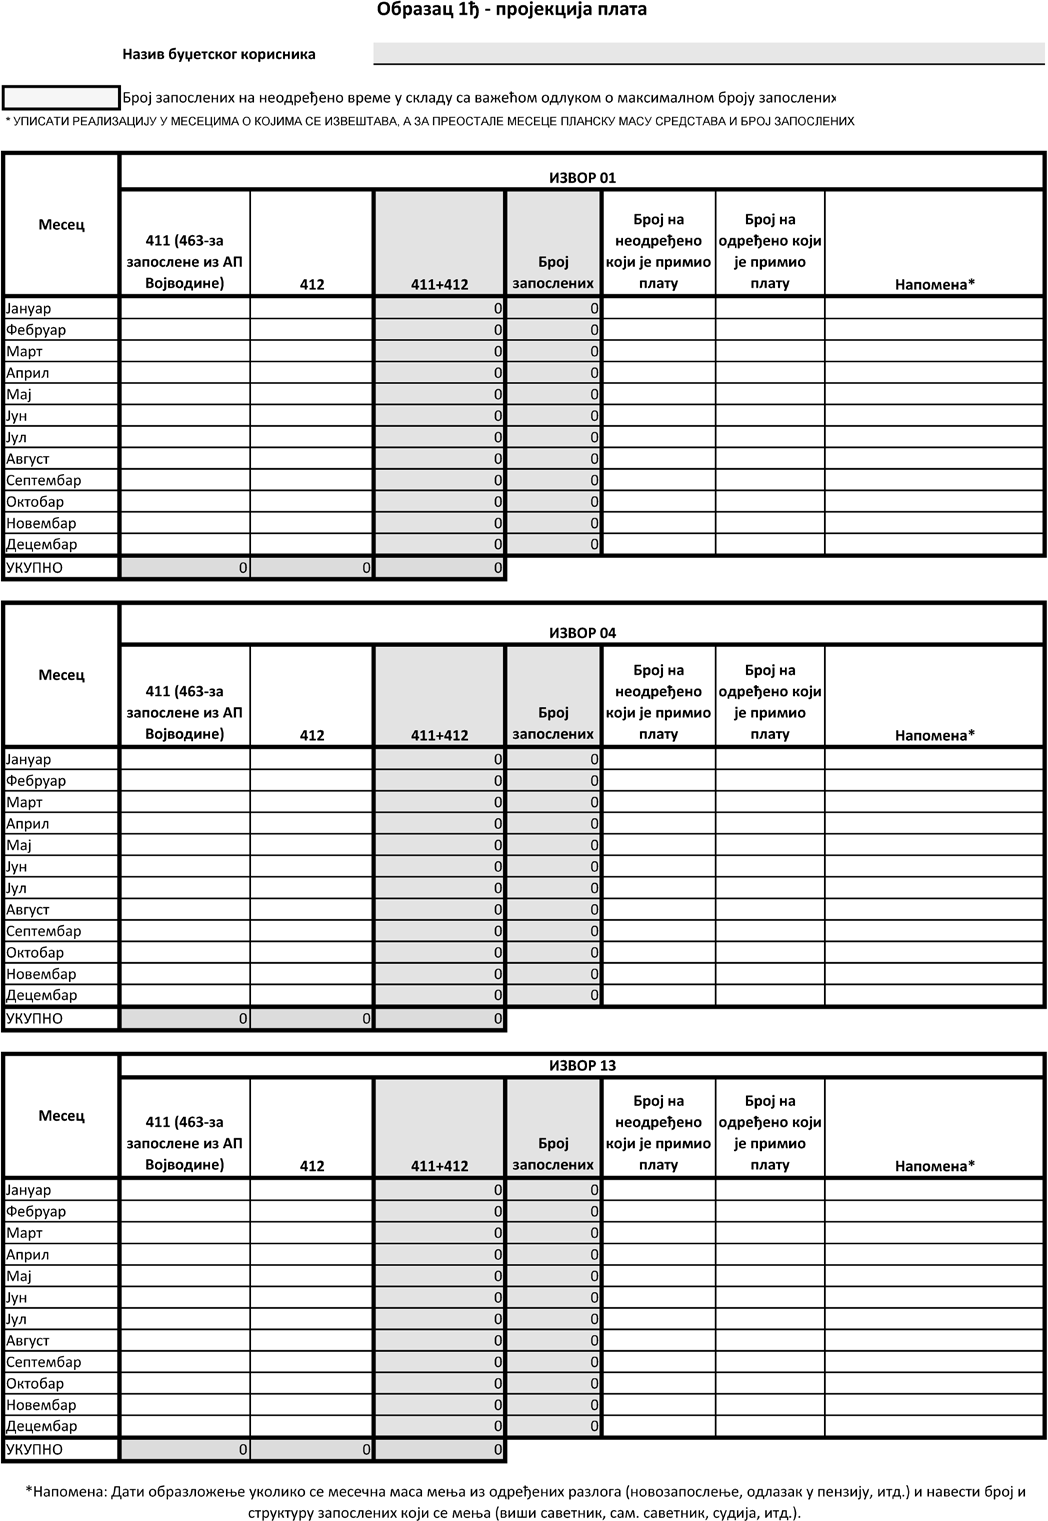 Образац 1ђ - пројекција плата
Назив буџетског корисника
Број запослених на неодређено време у складу са важећом одлуком о максималном броју запослених
* УПИСАТИ РЕАЛИЗАЦИЈУ У МЕСЕЦИМА О КОЈИМА СЕ ИЗВЕШТАВА, А ЗА ПРЕОСТАЛЕ МЕСЕЦЕ ПЛАНСКУ МАСУ СРЕДСТАВА И БРОЈ ЗАПОСЛЕНИХ
Месец
ИЗВОР 01
411 (463-за
запослене из АП
Војводине)
412
411+412
Број
запослених
Број на
неодређено
који је примио
плату
Број на
одређено који
је примио
плату
Напомена*
Јануар 0 0
Фебруар 0 0
Март 0 0
Април 0 0
Мај 0 0
Јун 0 0
Јул 0 0
Август 0 0
Септембар 0 0
Октобар 0 0
Новембар 0 0
Децембар 0 0
УКУПНО 0 0 0
Месец
ИЗВОР 04
411 (463-за
запослене из АП
Војводине)
412
411+412
Број
запослених
Број на
неодређено
који је примио
плату
Број на
одређено који
је примио
плату
Напомена*
Јануар 0 0
Фебруар 0 0
Март 0 0
Април 0 0
Мај 0 0
Јун 0 0
Јул 0 0
Август 0 0
Септембар 0 0
Октобар 0 0
Новембар 0 0
Децембар 0 0
УКУПНО 0 0 0
Месец
ИЗВОР 13
411 (463-за
запослене из АП
Војводине)
412
411+412
Број
запослених
Број на
неодређено
који је примио
плату
Број на
одређено који
је примио
плату
Напомена*
Јануар 0 0
Фебруар 0 0
Март 0 0
Април 0 0
Мај 0 0
Јун 0 0
Јул 0 0
Август 0 0
Септембар 0 0
Октобар 0 0
Новембар 0 0
Децембар 0 0
УКУПНО 0 0 0
*Напомена: Дати образложење уколико се месечна маса мења из одређених разлога (новозапослење, одлазак у пензију, итд.) и навести број и
структуру запослених који се мења (виши саветник, сам. саветник, судија, итд.).